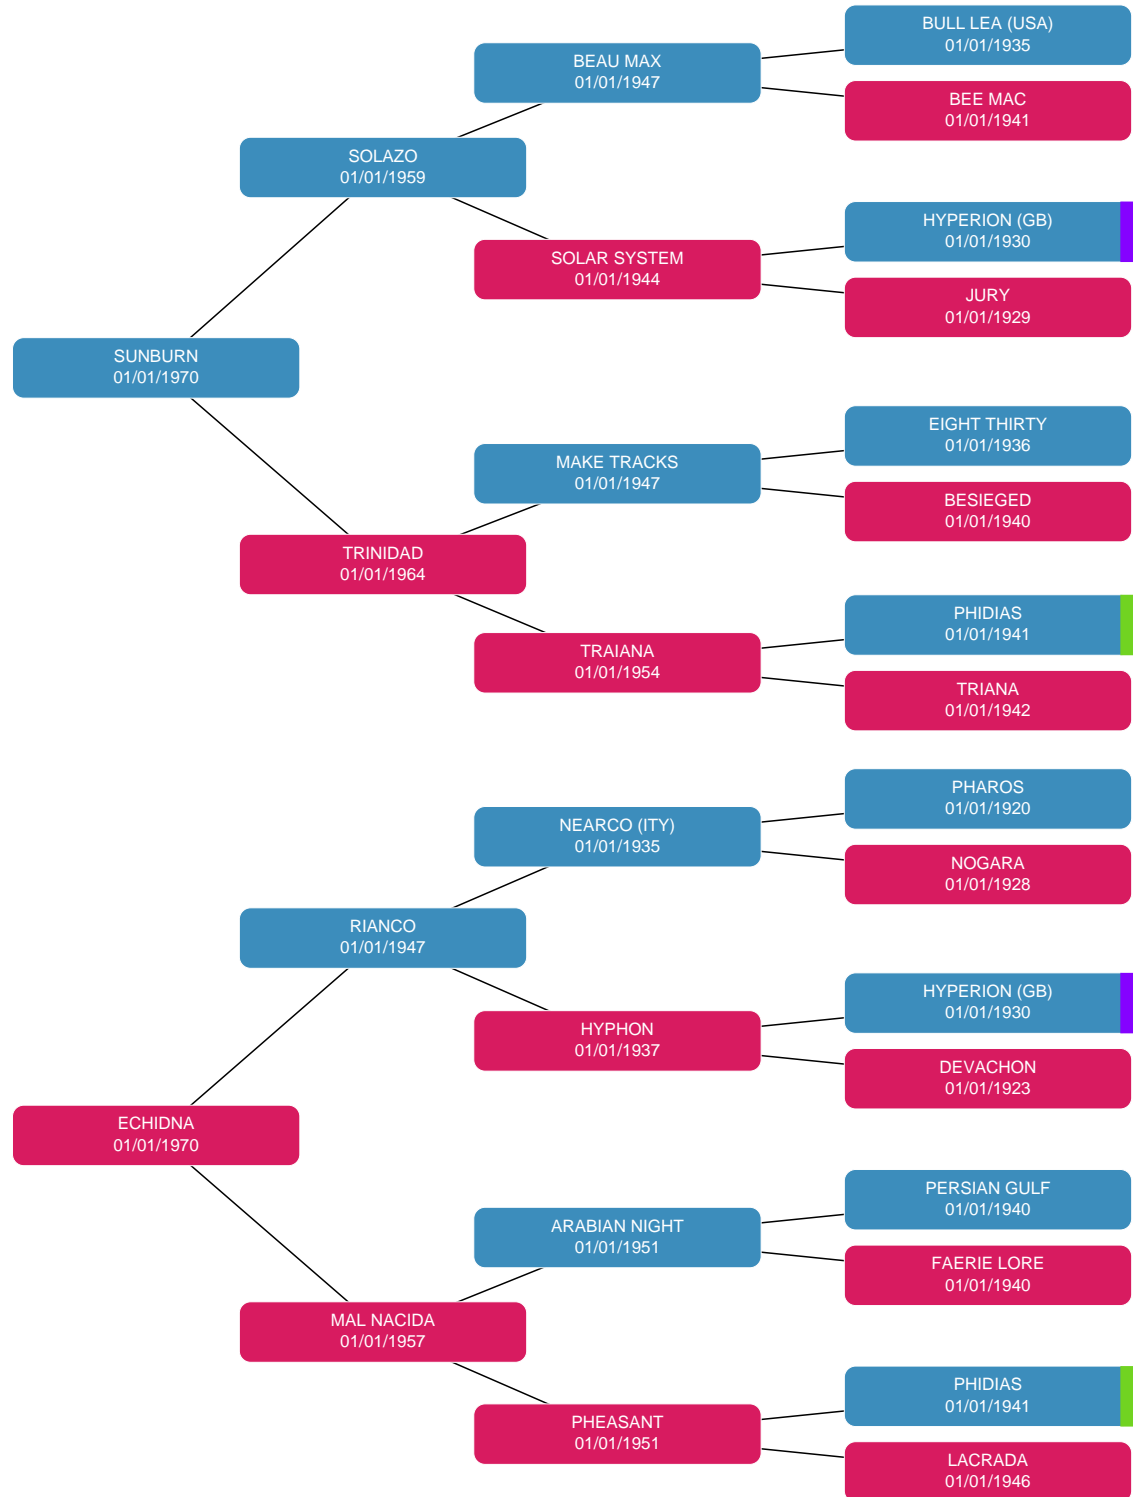 BULL LEA (USA)
01/01/1935
BEAU MAX
01/01/1947
BEE MAC
01/01/1941
SOLAZO
01/01/1959
HYPERION (GB)
01/01/1930
SOLAR SYSTEM
01/01/1944
JURY
01/01/1929
SUNBURN
01/01/1970
EIGHT THIRTY
01/01/1936
MAKE TRACKS
01/01/1947
BESIEGED
01/01/1940
TRINIDAD
01/01/1964
PHIDIAS
01/01/1941
TRAIANA
01/01/1954
TRIANA
01/01/1942
PHAROS
01/01/1920
NEARCO (ITY)
01/01/1935
NOGARA
01/01/1928
RIANCO
01/01/1947
HYPERION (GB)
01/01/1930
HYPHON
01/01/1937
DEVACHON
01/01/1923
ECHIDNA
01/01/1970
PERSIAN GULF
01/01/1940
ARABIAN NIGHT
01/01/1951
FAERIE LORE
01/01/1940
MAL NACIDA
01/01/1957
PHIDIAS
01/01/1941
PHEASANT
01/01/1951
LACRADA
01/01/1946